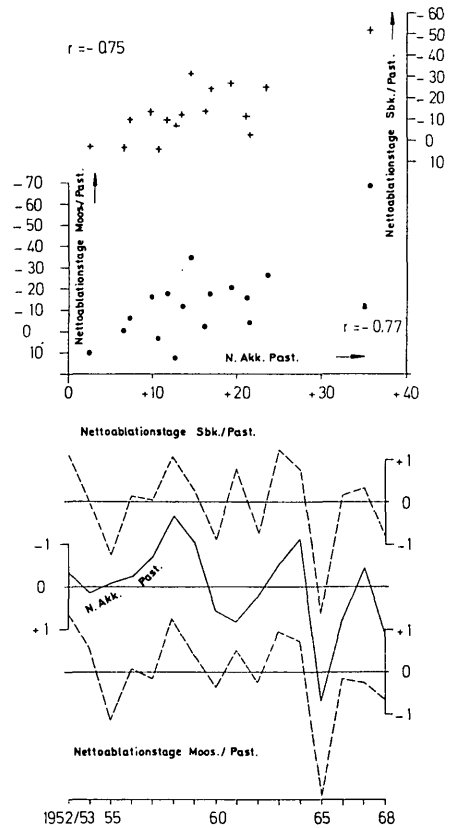 r = - 0.75
Nettoablationstage Sbk./Past.
- 60
- 50
- 40
- 30
- 20
- 10
0
10
Nettoablationstage Moos/Past.
- 70
- 60
- 50
- 40
- 30
- 20
- 10
0
10
r = - 0.77
N. Akk. Past.
0 +10 +20 +30 +40
Nettoablationstage Sbk./Past.
+1
0
-1
-1
0
+1
N. Akk. Past.
+1
0
-1
Nettoablationstage Moos./Past.
1952/53 55 60 65 68